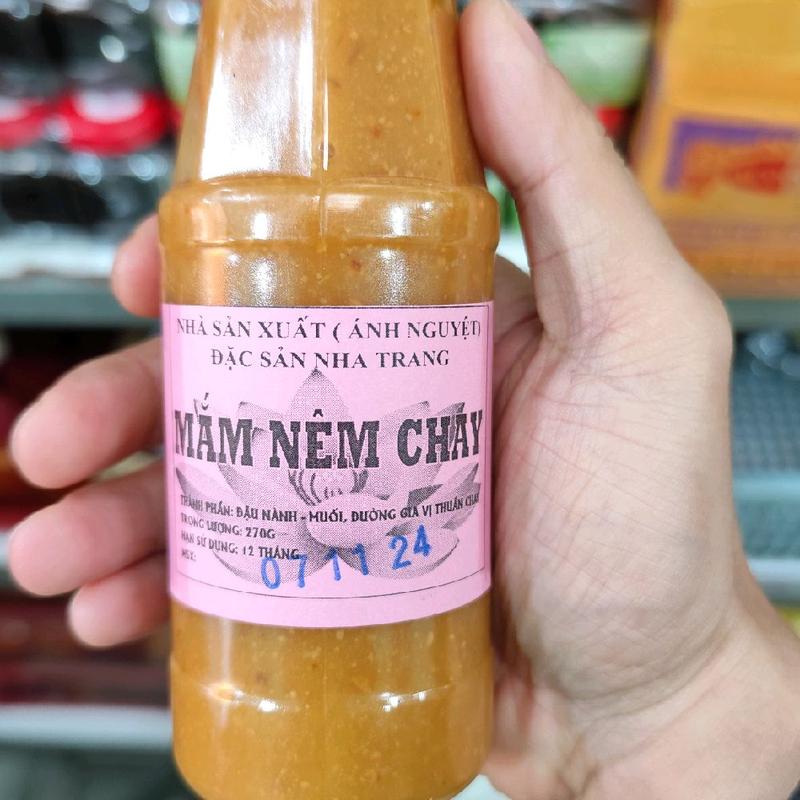 NHÀ SẢN XUẤT ( ÁNH NGUYỆT)
ĐẶC SẢN NHA TRANG
MẮM NÊM CHAY
THÀNH PHẦN: ĐẬU NÀNH - MUỐI, ĐƯỜNG GIA VỊ THUẦN CHAY
TRỌNG LƯỢNG: 270G
HẠN SỬ DỤNG: 12 THÁNG
NSX: 07 11 24